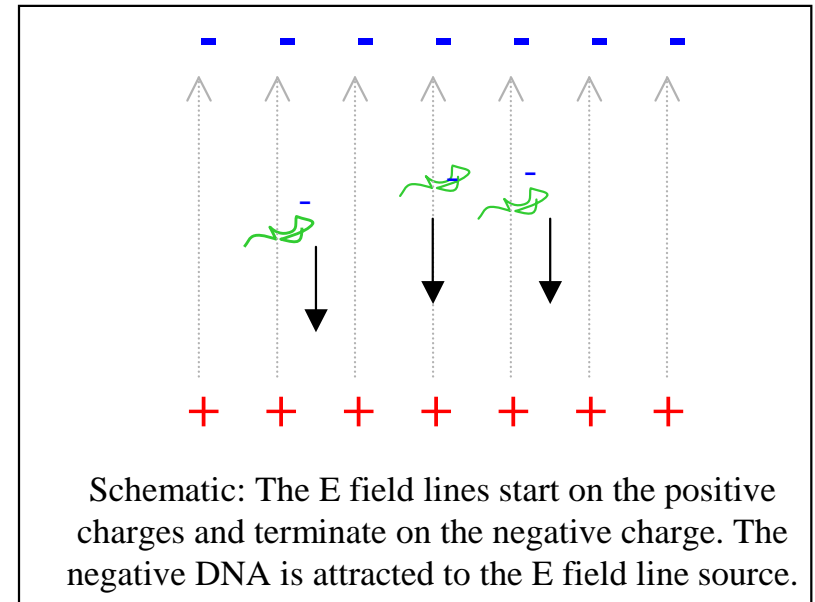 - - - - - - -
-
- -
+ + + + + + +
Schematic: The E field lines start on the positive
charges and terminate on the negative charge. The
negative DNA is attracted to the E field line source.